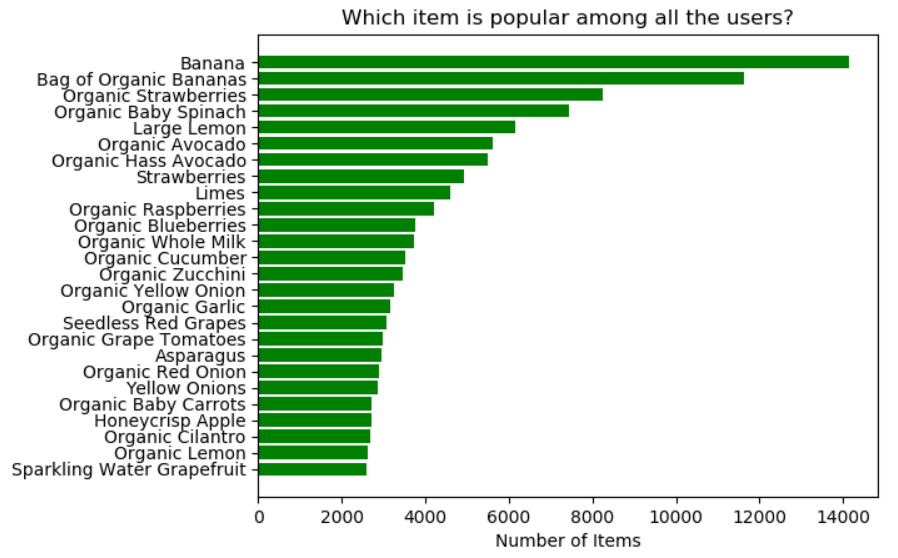 Which item is popular among all the users?
Banana
Bag of Organic Bananas
Organic Strawberries
Organic Baby Spinach
Large Lemon
Organic Avocado
Organic Hass Avocado
Strawberries
Limes
Organic Raspberries
Organic Blueberries
Organic Whole Milk
Organic Cucumber
Organic Zucchini
Organic Yellow Onion
Organic Garlic
Seedless Red Grapes
Organic Grape Tomatoes
Asparagus
Organic Red Onion
Yellow Onions
Organic Baby Carrots
Honeycrisp Apple
Organic Cilantro
Organic Lemon
Sparkling Water Grapefruit
0 2000 4000 6000 8000 10000 12000 14000
Number of Items